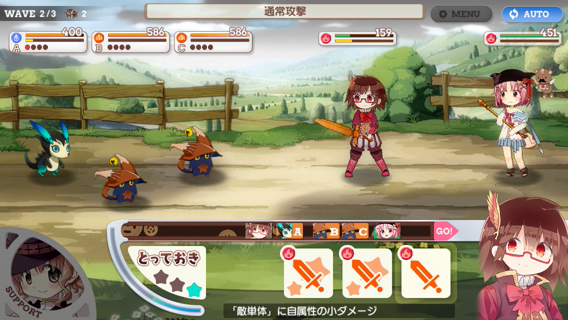 WAVE 2/3 2
通常攻撃
MENU
AUTO
400
A
586
B
586
C
159
451
A B C GO!
とっておき
SUPPORT
「敵単体」に自属性の小ダメージ